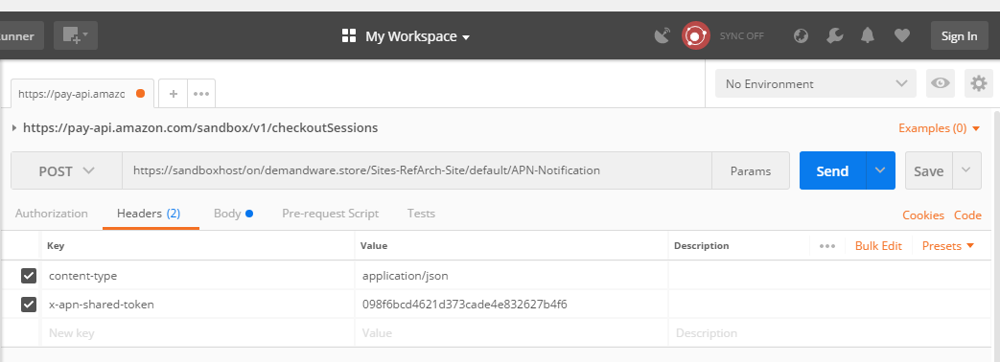 unner My Workspace SYNC OFF Sign In
https://pay-api.amazo + ••• No Environment
https://pay-api.amazon.com/sandbox/v1/checkoutSessions Examples (0)
POST https://sandboxhost/on/demandware.store/Sites-RefArch-Site/default/APN-Notification Params Send Save
Authorization Headers (2) Body Pre-request Script Tests Cookies Code
Key Value Description ••• Bulk Edit Presets
content-type application/json
x-apn-shared-token 098f6bcd4621d373cade4e832627b4f6
New key Value Description